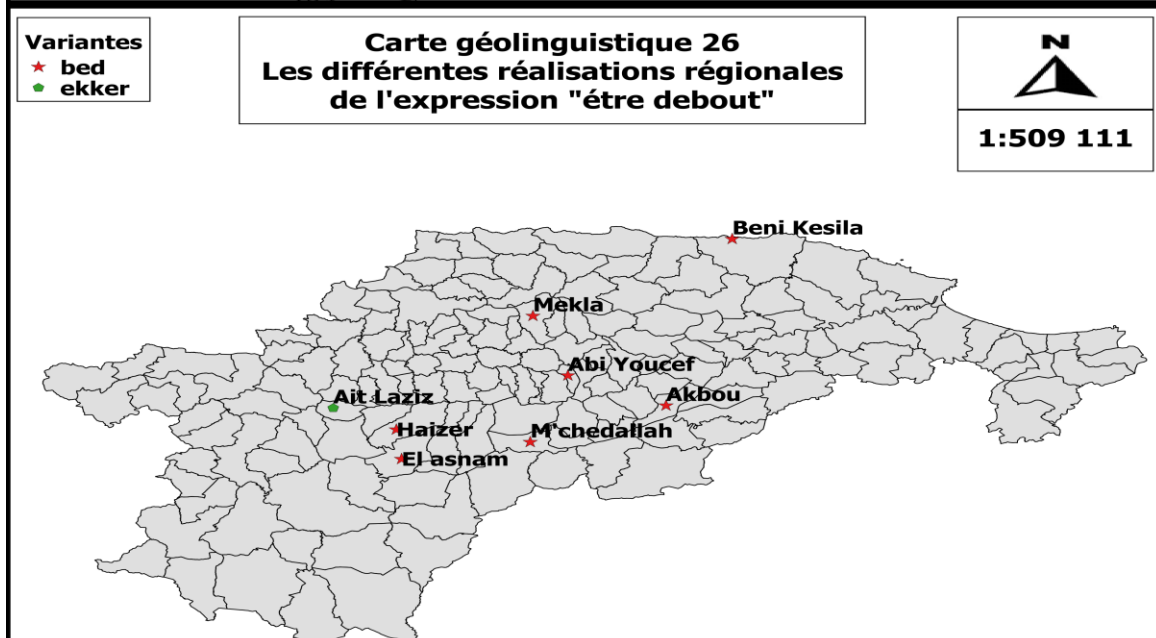 Variantes
bed
ekker
Carte géolinguistique 26
Les différentes réalisations régionales
de l'expression "étre debout"
N
1:509 111
Beni Kesila
Mekla
Abi Youcef
Ait Laziz
Akbou
Haizer
M'chedallah
El asnam